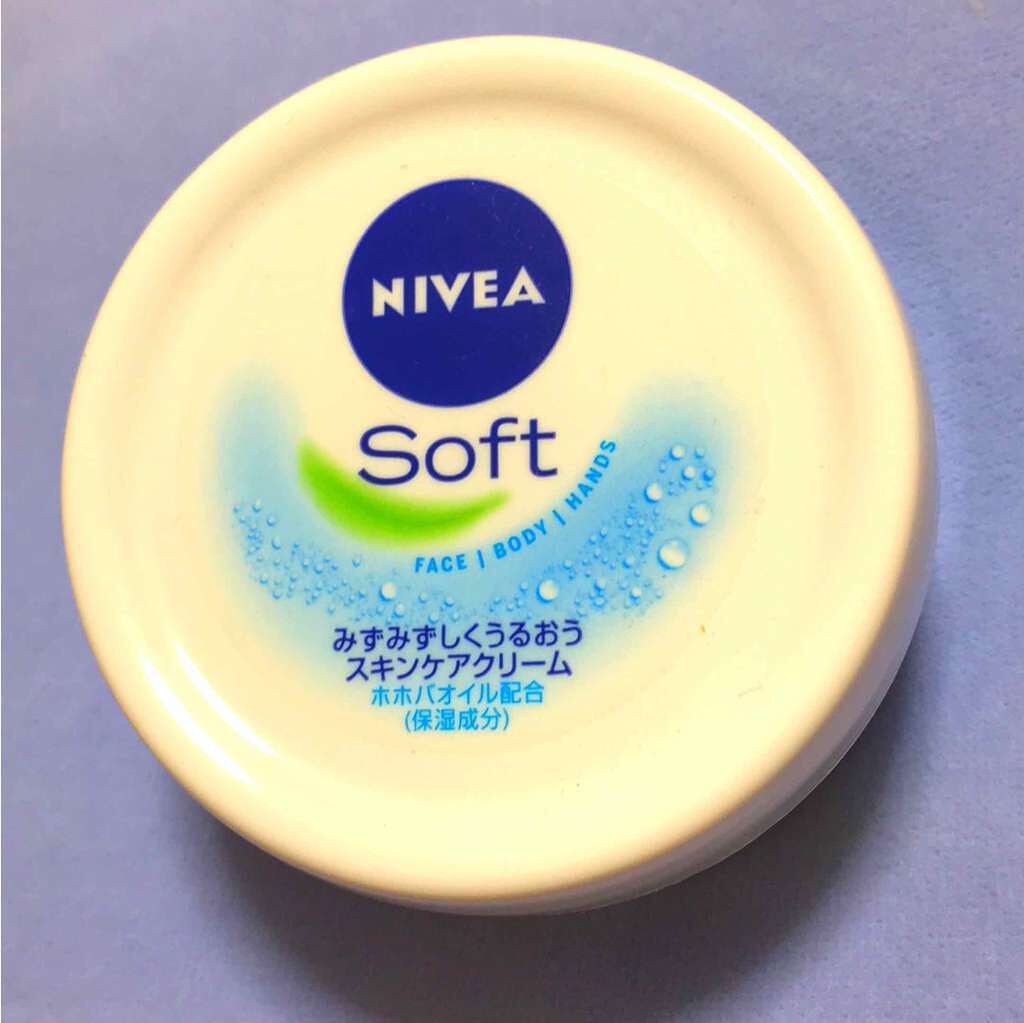 NIVEA
Soft
FACE | BODY | HANDS
みずみずしくうるおう
スキンケアクリーム
ホホバオイル配合
(保湿成分)